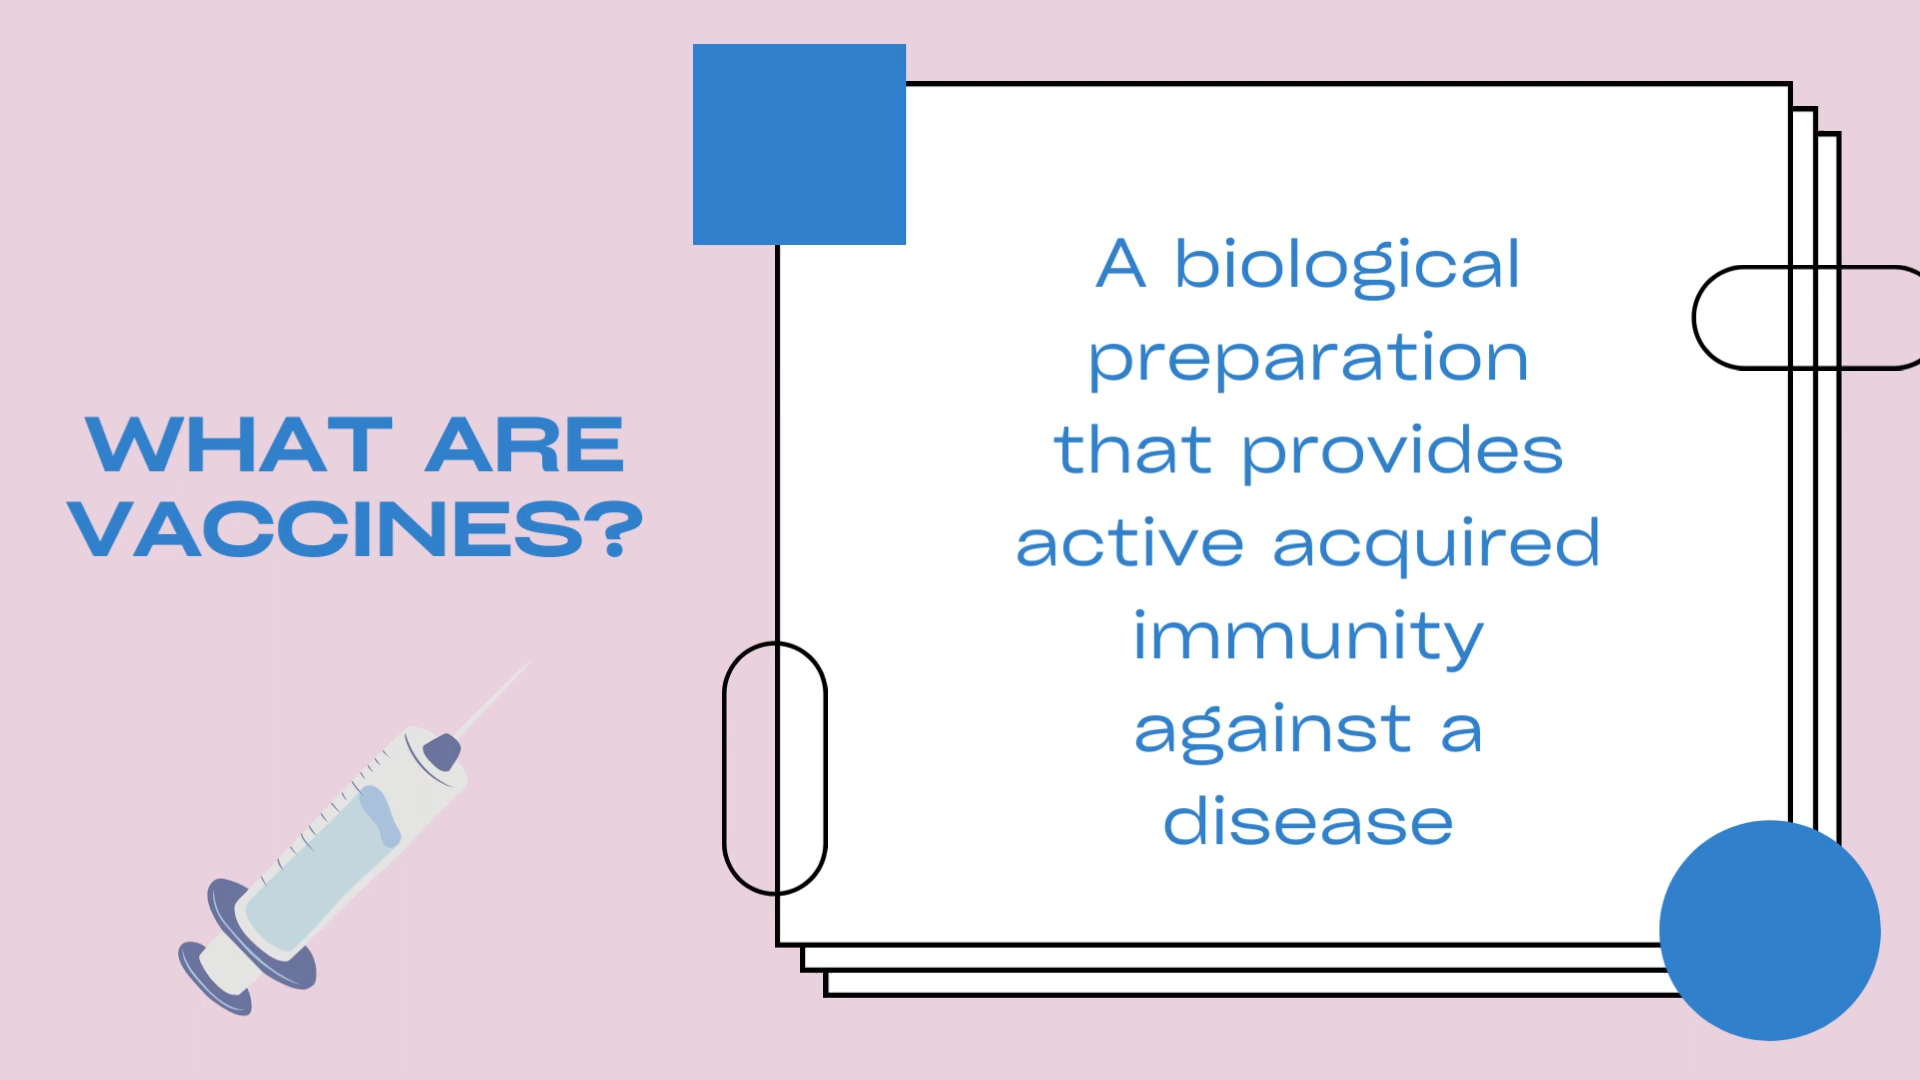 WHAT ARE
VACCINES?
A biological
preparation
that provides
active acquired
immunity
against a
disease